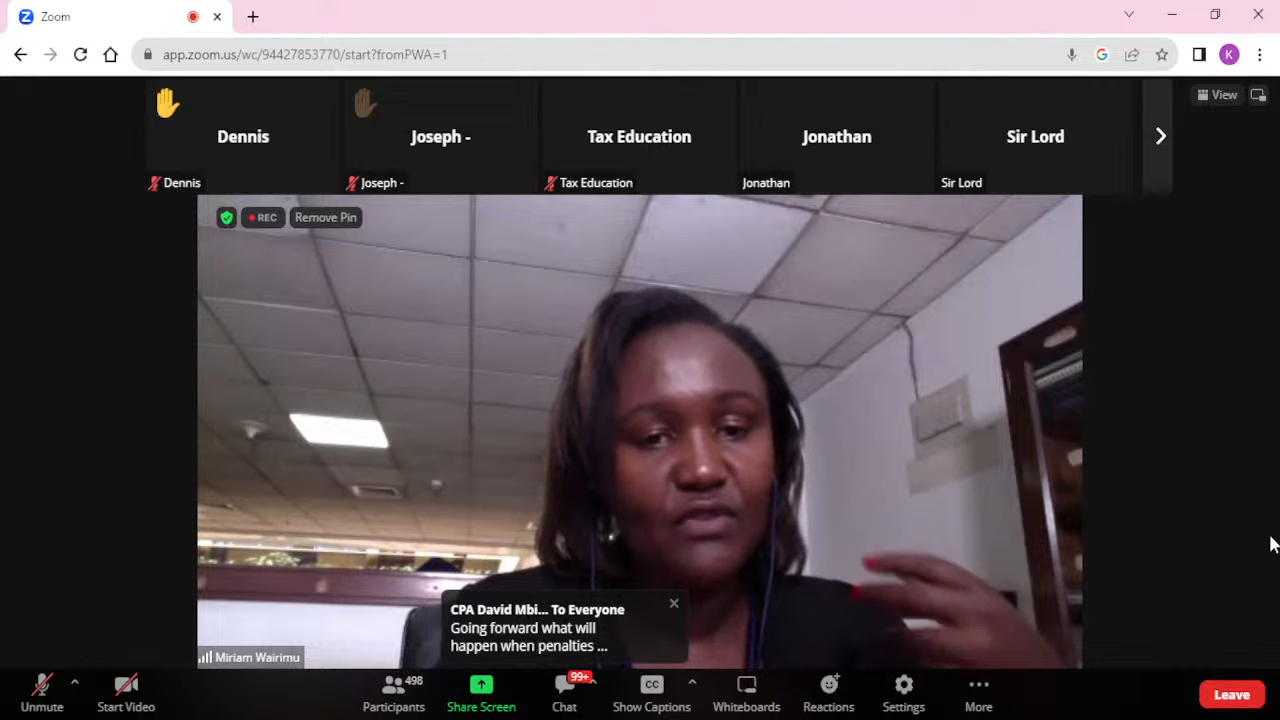 Zoom
app.zoom.us/wc/94427853770/start?fromPWA=1
K
View
Dennis
Joseph -
Tax Education
Jonathan
Sir Lord
Dennis
Joseph -
Tax Education
Jonathan
Sir Lord
REC
Remove Pin
CPA David Mbi... To Everyone
Going forward what will
happen when penalties ...
Miriam Wairimu
498
99+
CC
Unmute
Start Video
Participants
Share Screen
Chat
Show Captions
Whiteboards
Reactions
Settings
More
Leave